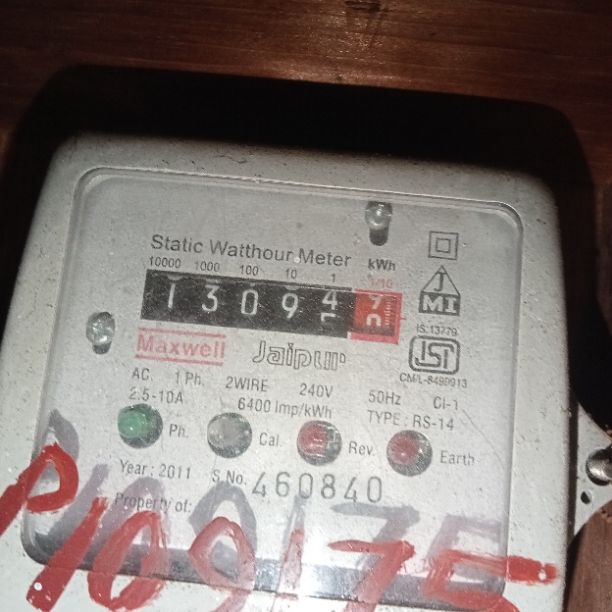 Static Watthour Meter
10000 1000 100 10 1 1/10 kWh
1 3 0 9 4
J
MI
IS:13779
Maxwell Jaipur
ISI
CM/L-8490913
AC 1 Ph. 2WIRE 240V 50Hz Cl-1
2.5-10A 6400 Imp/kWh TYPE : RS-14
Ph. Cal. Rev. Earth
Year : 2011 S.No. 460840
Property of:
P109175